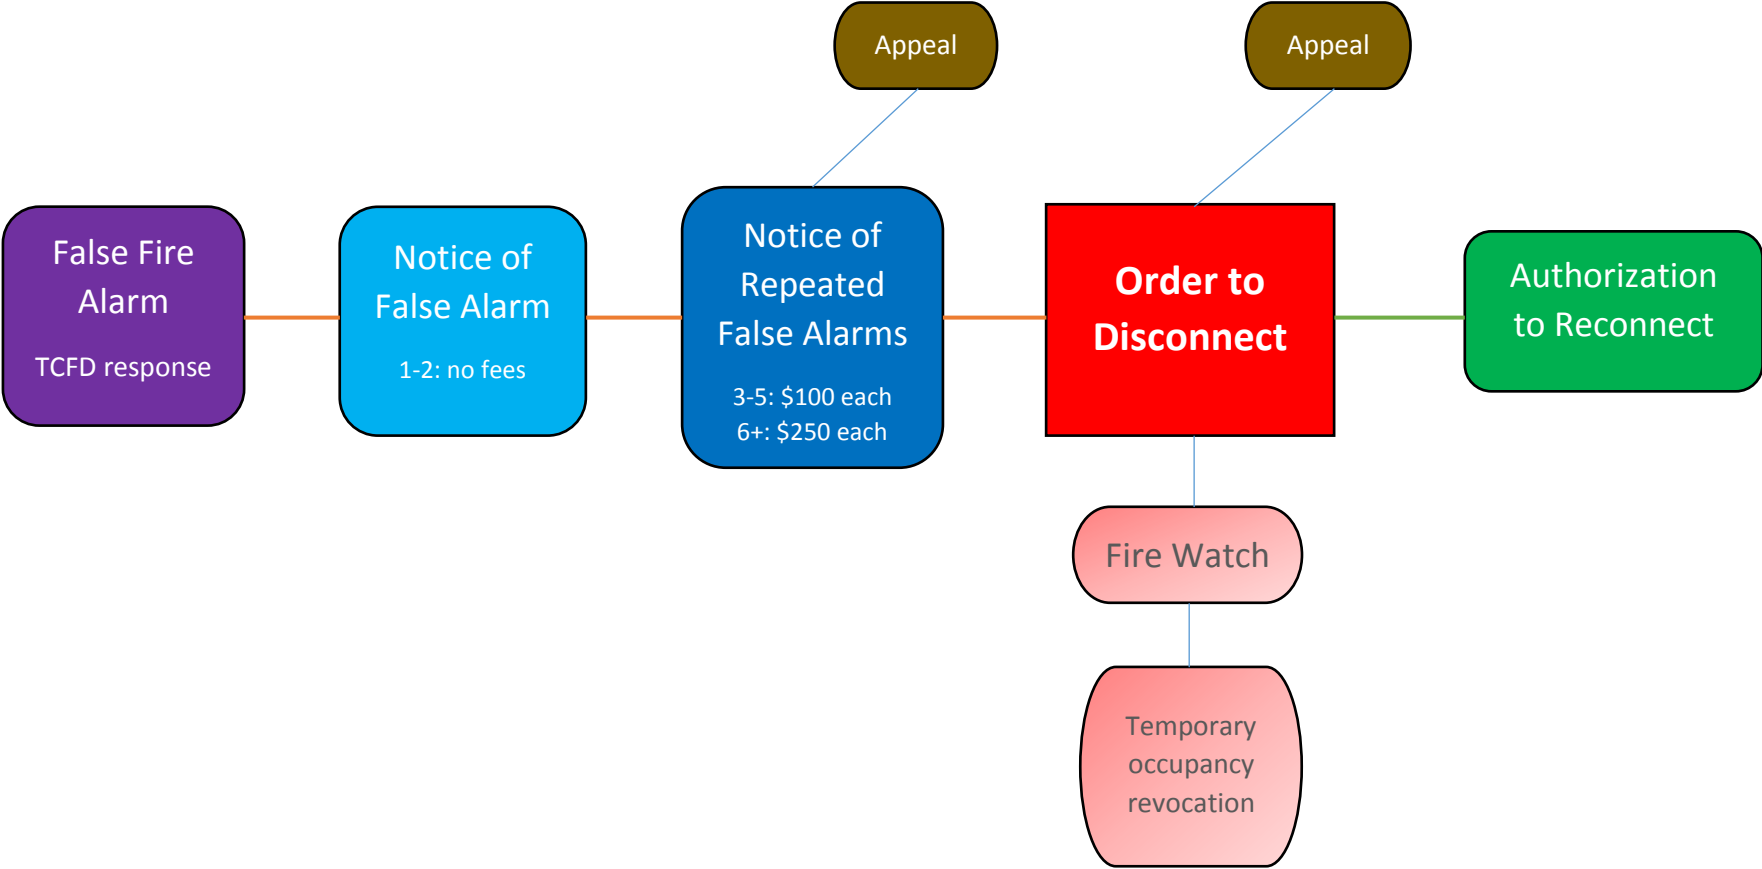 Appeal
Appeal
False Fire
Alarm
TCFD response
Notice of
False Alarm
1-2: no fees
Notice of
Repeated
False Alarms
3-5: $100 each
6+: $250 each
Order to
Disconnect
Authorization
to Reconnect
Fire Watch
Temporary
occupancy
revocation